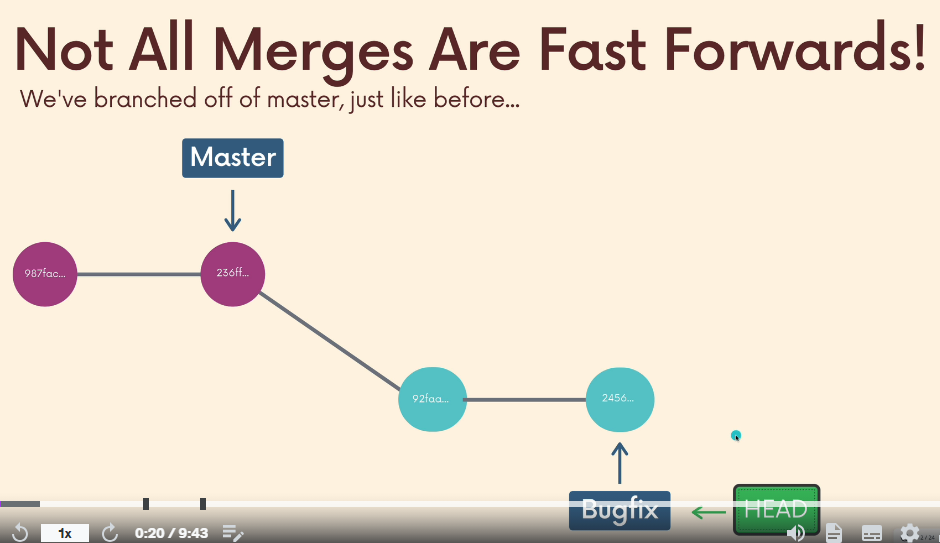 Not All Merges Are Fast Forwards!
We've branched off of master, just like before...
Master
987fac...
236ff...
92faa...
2456...
Bugfix
HEAD
1x
0:20 / 9:43